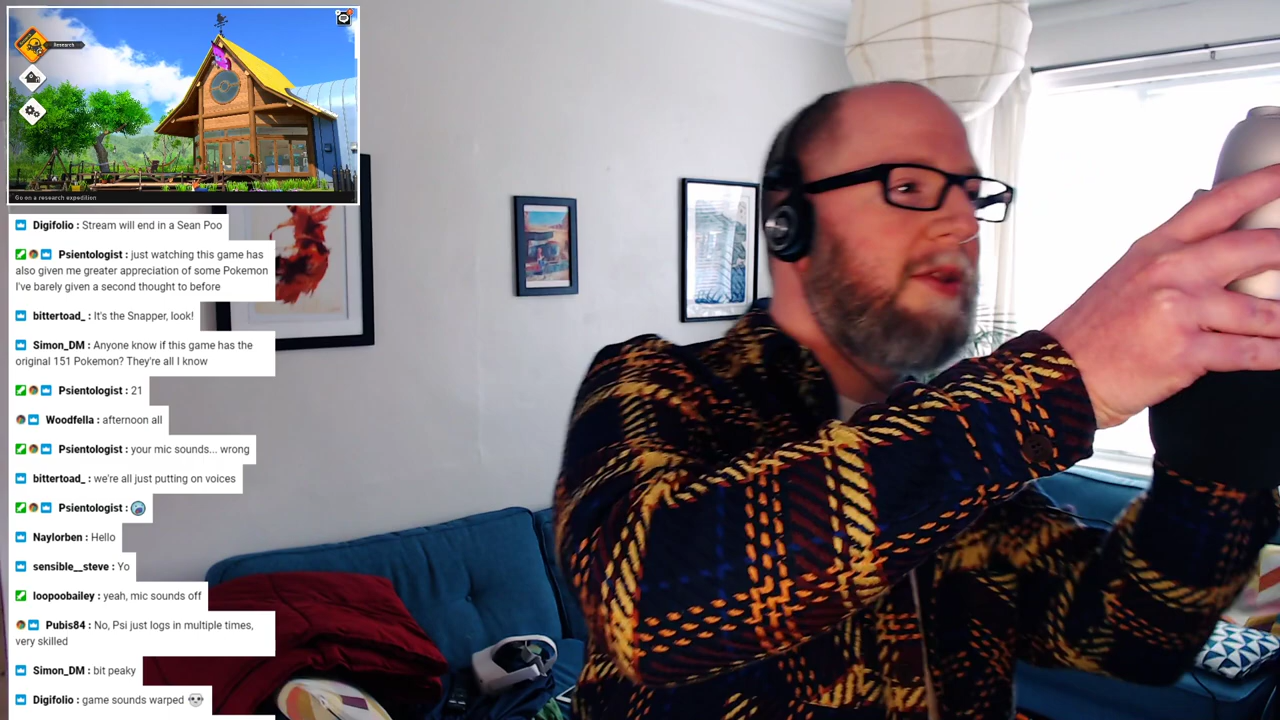 Research
Go on a research expedition
Digifolio : Stream will end in a Sean Poo
Psientologist : just watching this game has
also given me greater appreciation of some Pokemon
I've barely given a second thought to before
bittertoad_ : It's the Snapper, look!
Simon_DM : Anyone know if this game has the
original 151 Pokemon? They're all I know
Psientologist : 21
Woodfella : afternoon all
Psientologist : your mic sounds... wrong
bittertoad_ : we're all just putting on voices
Psientologist :
Naylorben : Hello
sensible__steve : Yo
loopoobailey : yeah, mic sounds off
Pubis84 : No, Psi just logs in multiple times,
very skilled
Simon_DM : bit peaky
Digifolio : game sounds warped